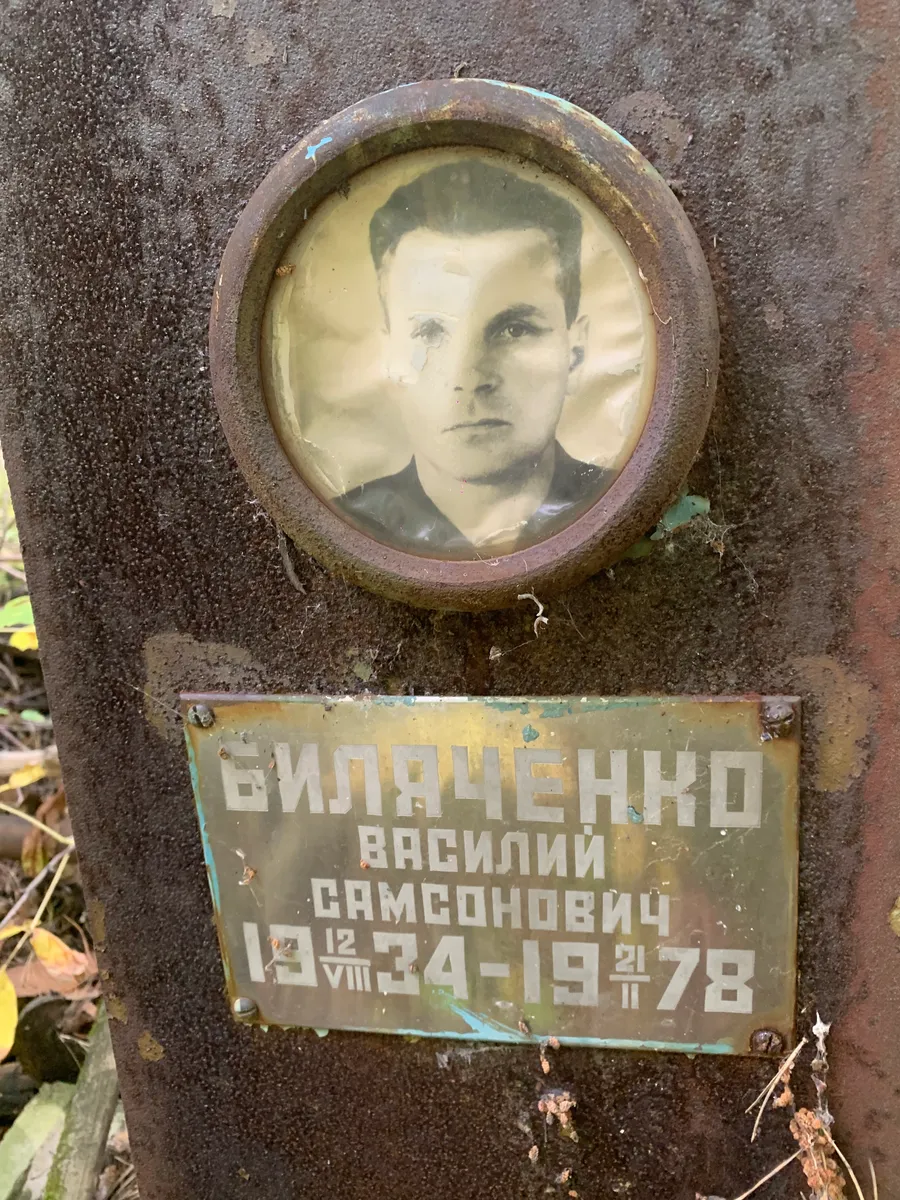 БИЛЯЧЕНКО
ВАСИЛИЙ
САМСОНОВИЧ
19 12/VIII 34 - 19 21/II 78